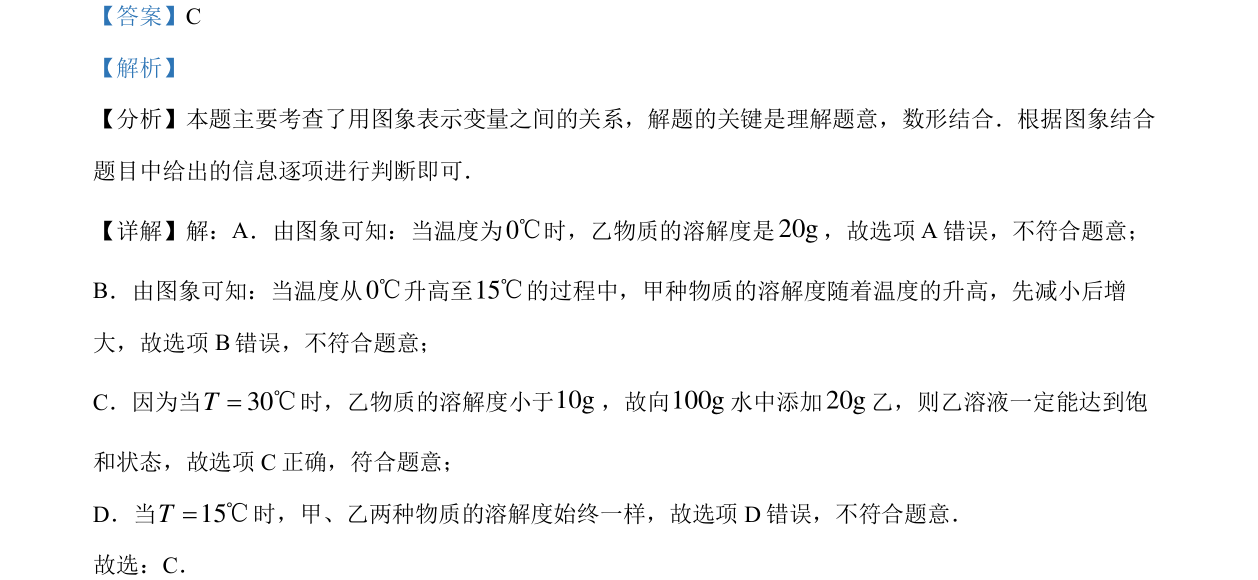 【答案】C
【解析】
【分析】本题主要考查了用图象表示变量之间的关系，解题的关键是理解题意，数形结合．根据图象结合
题目中给出的信息逐项进行判断即可．
【详解】解：A．由图象可知：当温度为0℃时，乙物质的溶解度是20g，故选项 A 错误，不符合题意；
B．由图象可知：当温度从0℃升高至15℃的过程中，甲种物质的溶解度随着温度的升高，先减小后增
大，故选项 B 错误，不符合题意；
C．因为当T = 30℃时，乙物质的溶解度小于10g，故向100g水中添加20g乙，则乙溶液一定能达到饱
和状态，故选项 C 正确，符合题意；
D．当T =15℃时，甲、乙两种物质的溶解度始终一样，故选项 D 错误，不符合题意．
故选：C．